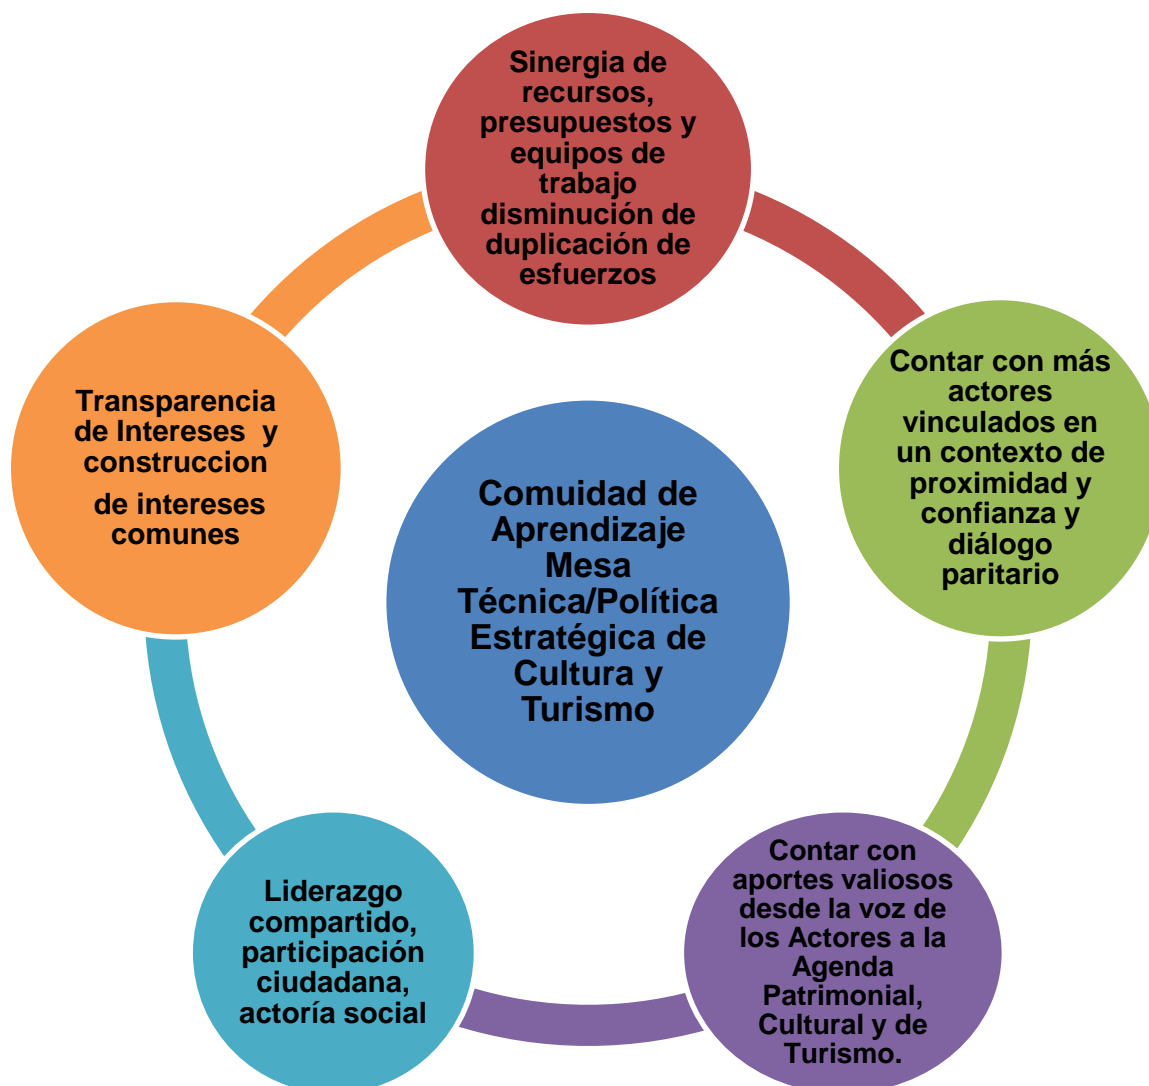 Sinergia de
recursos,
presupuestos y
equipos de
trabajo
disminución de
duplicación de
esfuerzos
Contar con más
actores
vinculados en
un contexto de
proximidad y
confianza y
diálogo
paritario
Contar con
aportes valiosos
desde la voz de
los Actores a la
Agenda
Patrimonial,
Cultural y de
Turismo.
Liderazgo
compartido,
participación
ciudadana,
actoría social
Transparencia
de Intereses y
construccion
de intereses
comunes
Comuidad de
Aprendizaje
Mesa
Técnica/Política
Estratégica de
Cultura y
Turismo